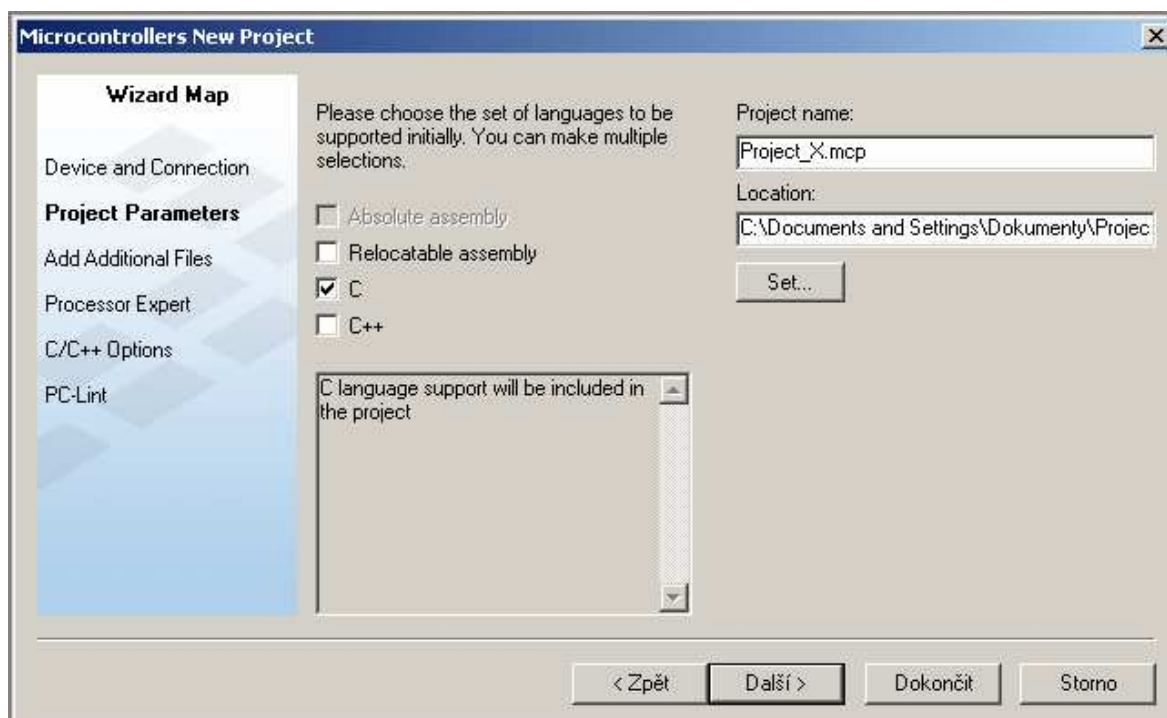 Microcontrollers New Project
Wizard Map
Device and Connection
Project Parameters
Add Additional Files
Processor Expert
C/C++ Options
PC-Lint
Please choose the set of languages to be
supported initially. You can make multiple
selections.
Absolute assembly
Relocatable assembly
C
C++
C language support will be included in
the project
Project name:
Project_X.mcp
Location:
C:\Documents and Settings\Dokumenty\Projec
Set...
< Zpět
Další >
Dokončit
Storno